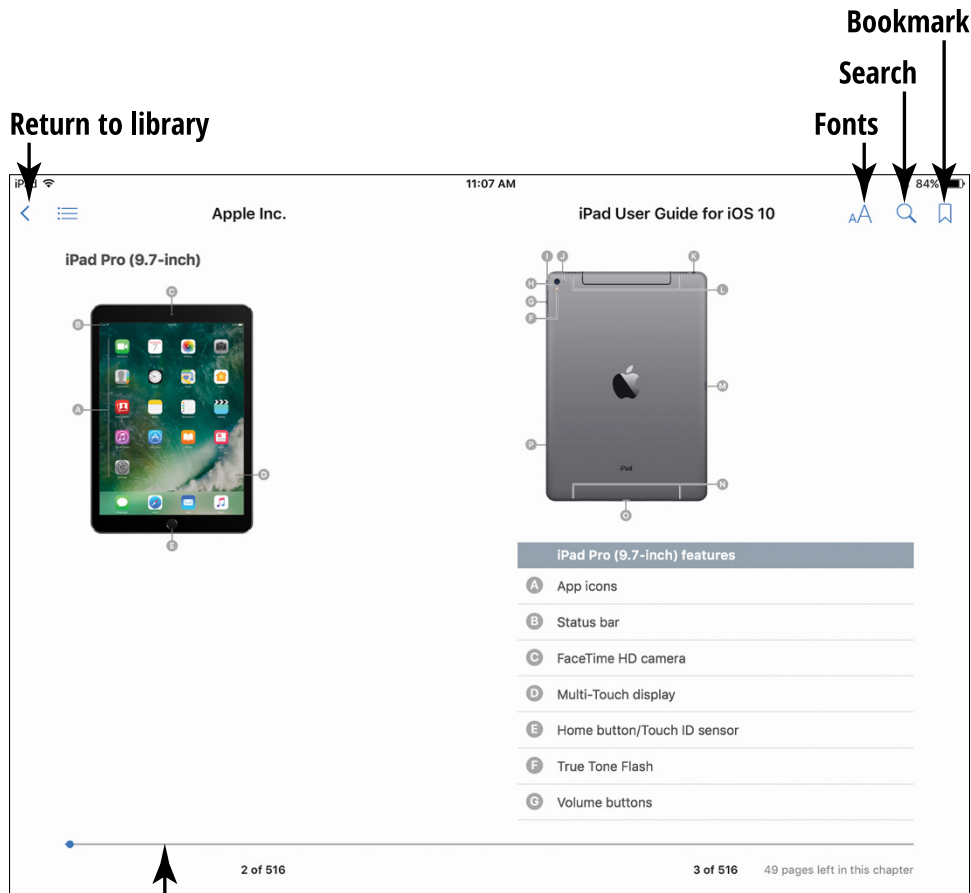 Bookmark
Search
Return to library
Fonts
11:07 AM
84%
Apple Inc.
iPad User Guide for iOS 10
AA
iPad Pro (9.7-inch)
C
B
A
D
E
I
J
K
H
L
G
F
M
P
iPad
N
O
iPad Pro (9.7-inch) features
A App icons
B Status bar
C FaceTime HD camera
D Multi-Touch display
E Home button/Touch ID sensor
F True Tone Flash
G Volume buttons
2 of 516
3 of 516 49 pages left in this chapter